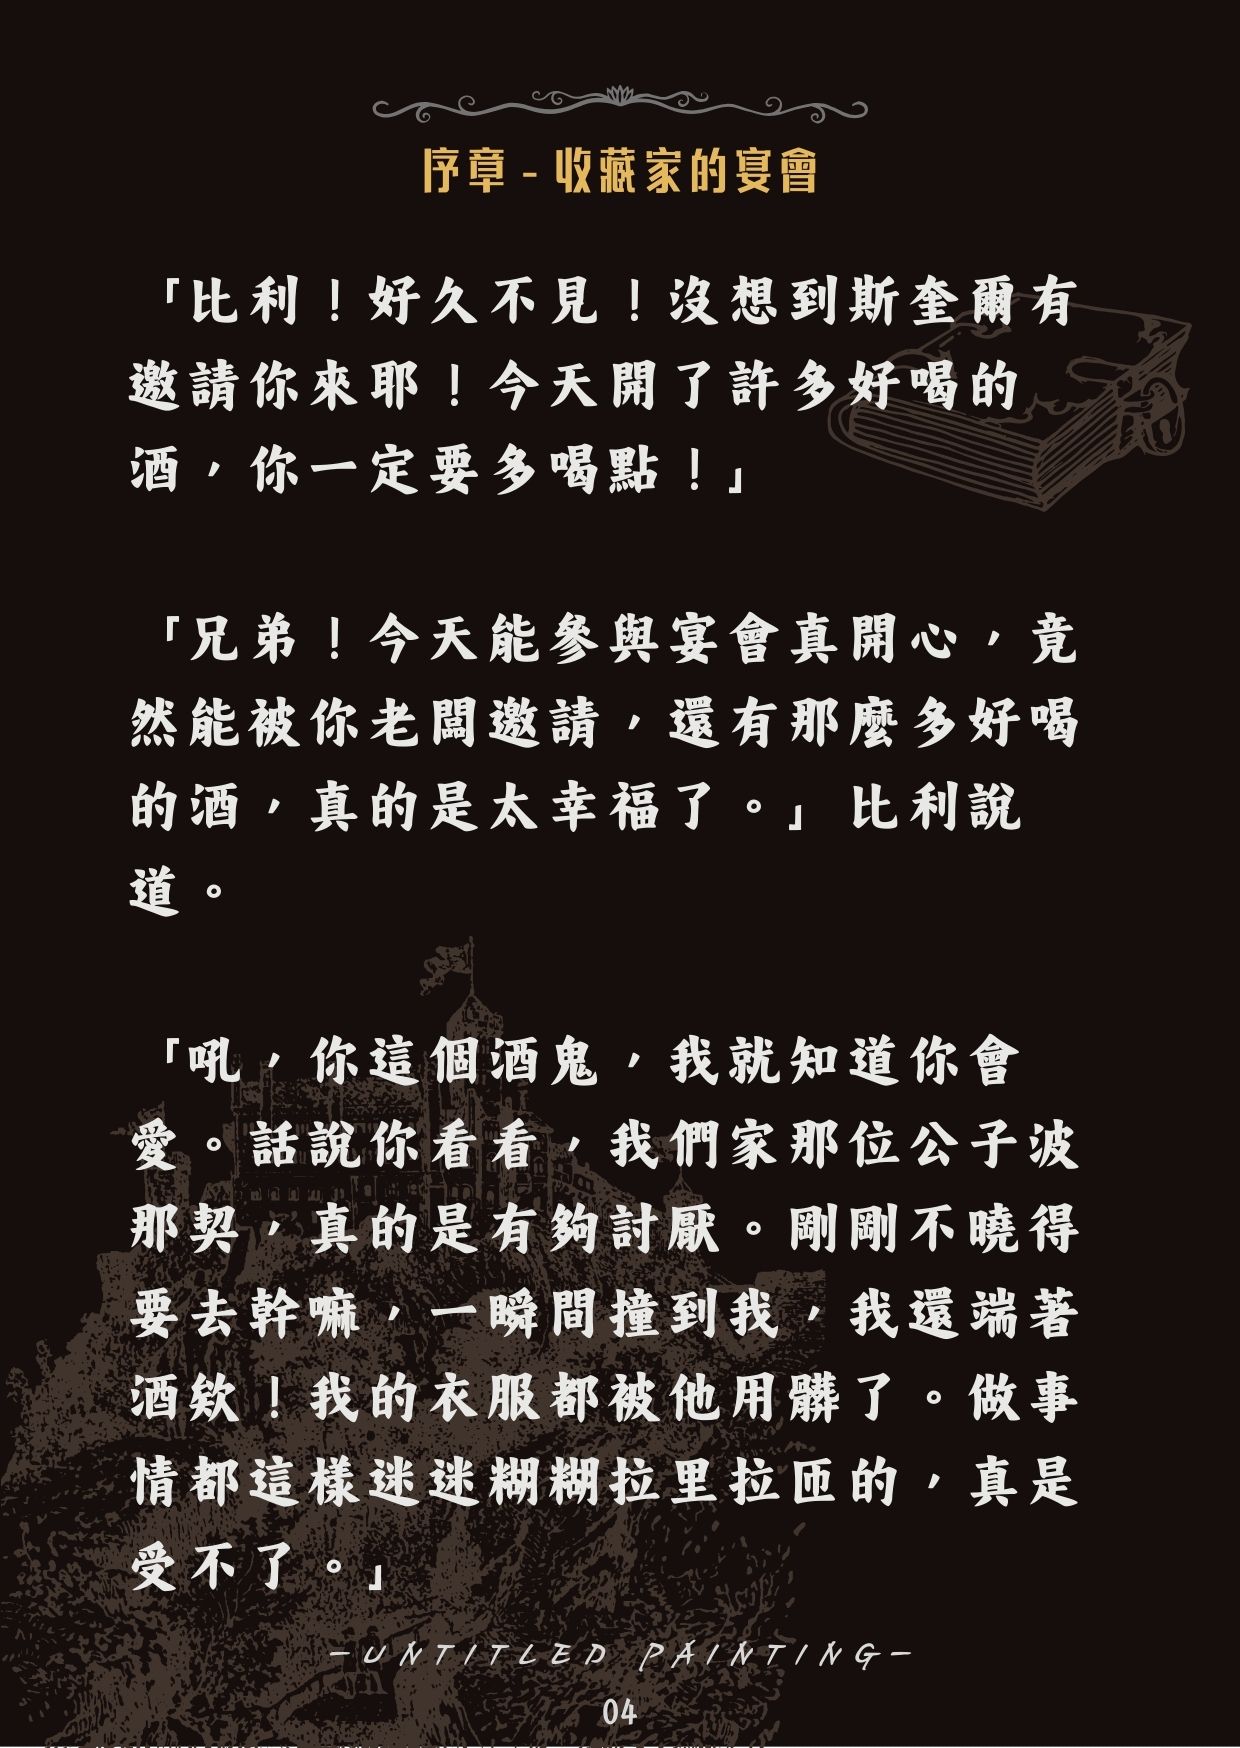 序章-收藏家的宴會
「比利！好久不見！沒想到斯奎爾有
邀請你來耶！今天開了許多好喝的
酒，你一定要多喝點！」
「兄弟！今天能參與宴會真開心，竟
然能被你老闆邀請，還有那麼多好喝
的酒，真的是太幸福了。」比利說
道。
「吼，你這個酒鬼，我就知道你會
愛。話說你看看，我們家那位公子波
那契，真的是有夠討厭。剛剛不曉得
要去幹嘛，一瞬間撞到我，我還端著
酒欸！我的衣服都被他用髒了。做事
情都這樣迷迷糊糊拉里拉匝的，真是
受不了。」
-UNTITLED PAINTING-
04